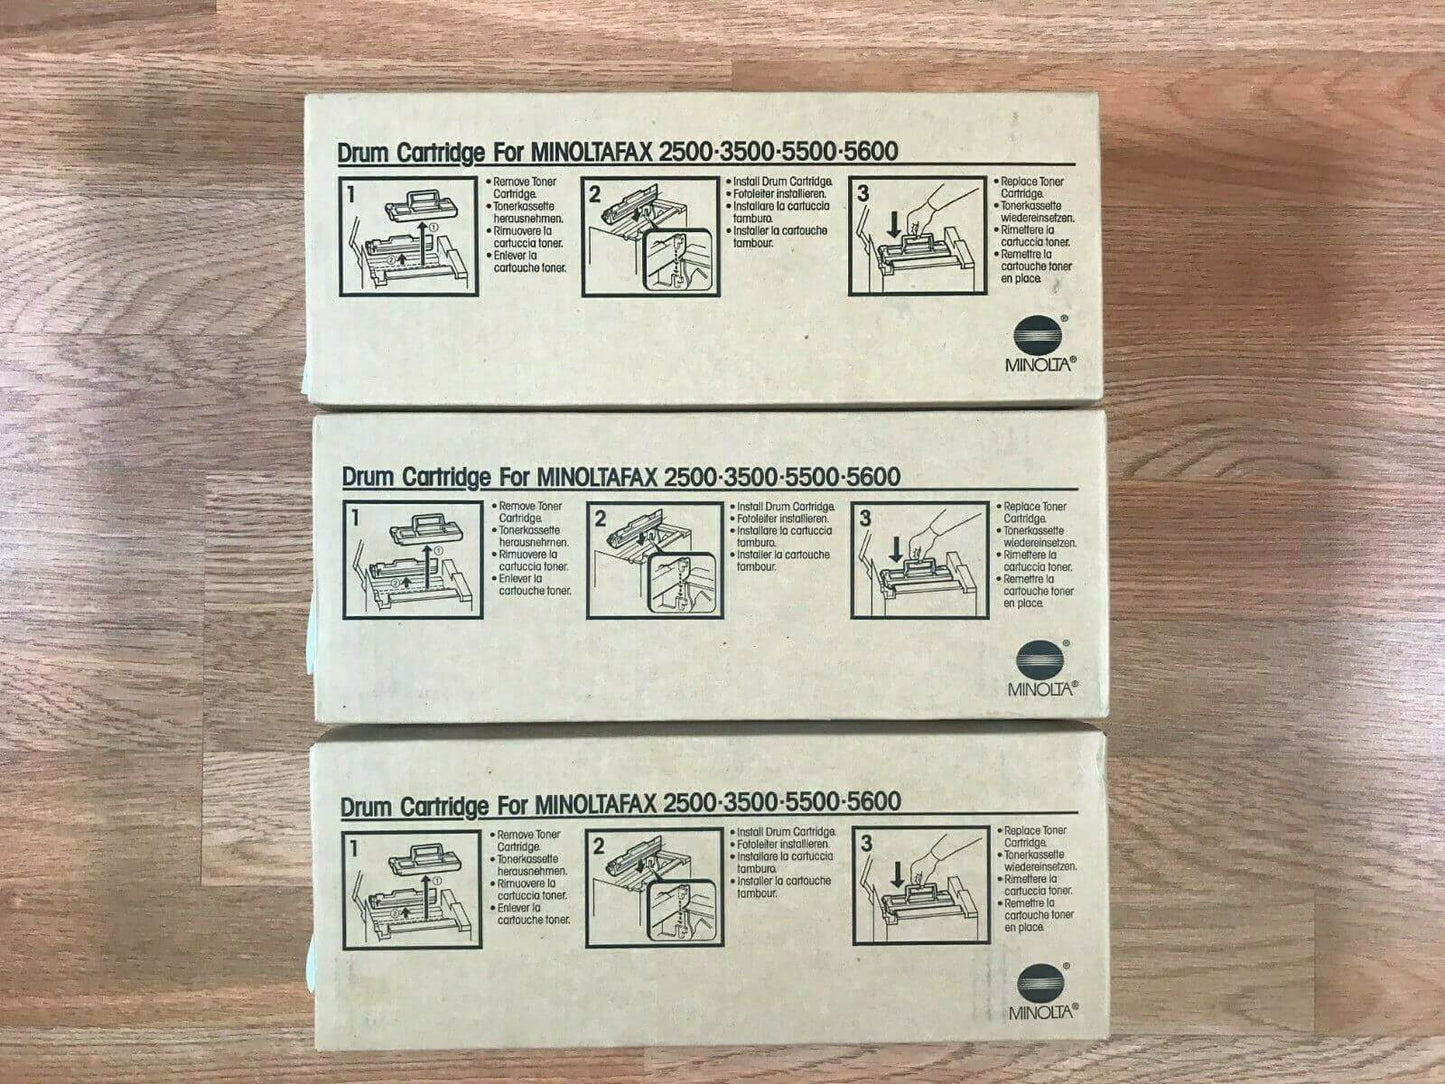 Drum Cartridge For MINOLTAFAX 2500·3500·5500·5600
1
• Remove Toner
Cartridge.
• Tonerkassette
herausnehmen.
• Rimuovere la
cartuccia toner.
• Enlever la
cartouche toner.
①
②
2
• Install Drum Cartridge.
• Fotoleiter installieren.
• Installare la cartuccia
tamburo.
• Installer la cartouche
tambour.
3
• Replace Toner
Cartridge.
• Tonerkassette
wiedereinsetzen.
• Rimettere la
cartuccia toner.
• Remettre la
cartouche toner
en place.
®
MINOLTA®
Drum Cartridge For MINOLTAFAX 2500·3500·5500·5600
1
• Remove Toner
Cartridge.
• Tonerkassette
herausnehmen.
• Rimuovere la
cartuccia toner.
• Enlever la
cartouche toner.
①
②
2
• Install Drum Cartridge.
• Fotoleiter installieren.
• Installare la cartuccia
tamburo.
• Installer la cartouche
tambour.
3
• Replace Toner
Cartridge.
• Tonerkassette
wiedereinsetzen.
• Rimettere la
cartuccia toner.
• Remettre la
cartouche toner
en place.
®
MINOLTA®
Drum Cartridge For MINOLTAFAX 2500·3500·5500·5600
1
• Remove Toner
Cartridge.
• Tonerkassette
herausnehmen.
• Rimuovere la
cartuccia toner.
• Enlever la
cartouche toner.
①
②
2
• Install Drum Cartridge.
• Fotoleiter installieren.
• Installare la cartuccia
tamburo.
• Installer la cartouche
tambour.
3
• Replace Toner
Cartridge.
• Tonerkassette
wiedereinsetzen.
• Rimettere la
cartuccia toner.
• Remettre la
cartouche toner
en place.
®
MINOLTA®